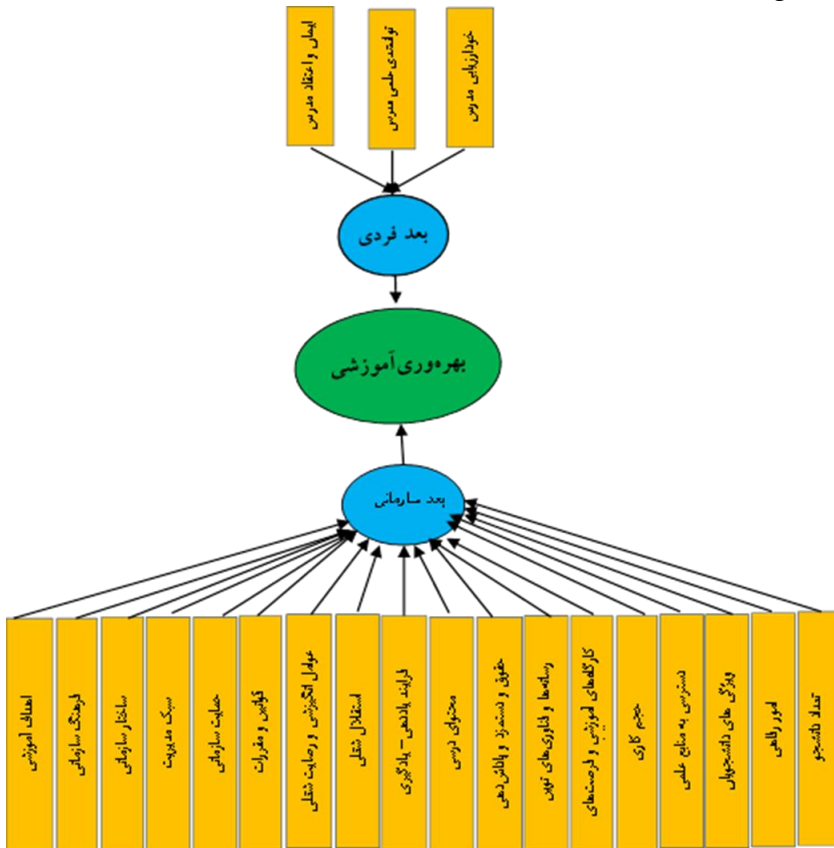 خودارزیابی مدرس
توانمندی علمی مدرس
ایمان و اعتقاد مدرس
بعد فردی
بهره‌وری آموزشی
بعد سازمانی
تعداد دانشجو
امور رفاهی
ویژگی های دانشجویان
دسترسی به منابع علمی
حجم کاری
کارگاه‌های آموزشی و فرصت‌های
رسانه‌ها و فناوری‌های نوین
حقوق و دستمزد و پاداش‌دهی
محتوای درسی
فرایند یاددهی – یادگیری
استقلال شغلی
عوامل انگیزشی و رضایت شغلی
قوانین و مقررات
حمایت سازمانی
سبک مدیریت
ساختار سازمانی
فرهنگ سازمانی
اهداف آموزشی